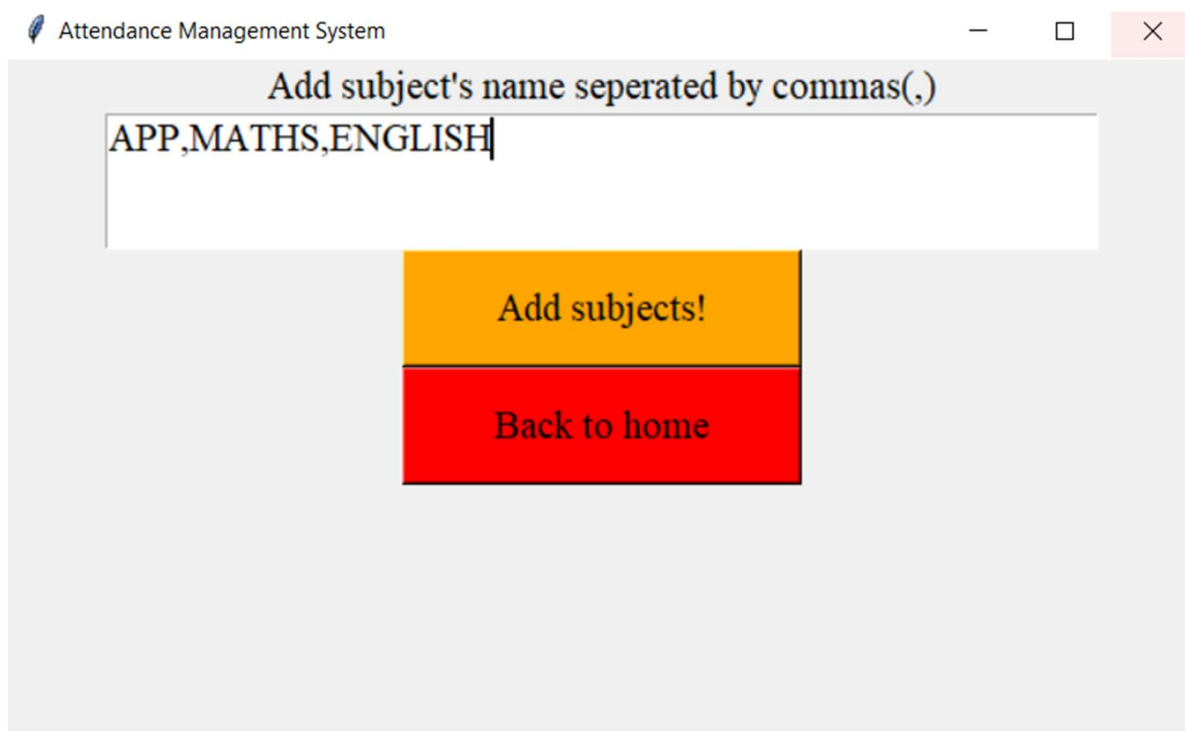 Attendance Management System
Add subject's name seperated by commas(,)
APP,MATHS,ENGLISH
Add subjects!
Back to home